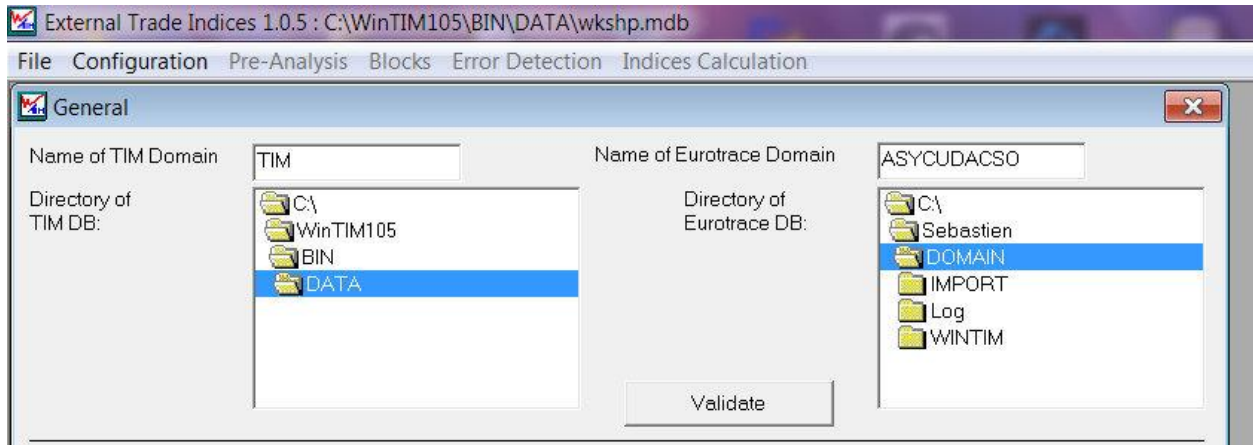 External Trade Indices 1.0.5 : C:\WinTIM105\BIN\DATA\wkshp.mdb
File Configuration Pre-Analysis Blocks Error Detection Indices Calculation
General
Name of TIM Domain TIM Name of Eurotrace Domain ASYCUDACSO
Directory of
TIM DB:
C:\
WinTIM105
BIN
DATA
Directory of
Eurotrace DB:
C:\
Sebastien
DOMAIN
IMPORT
Log
WINTIM
Validate